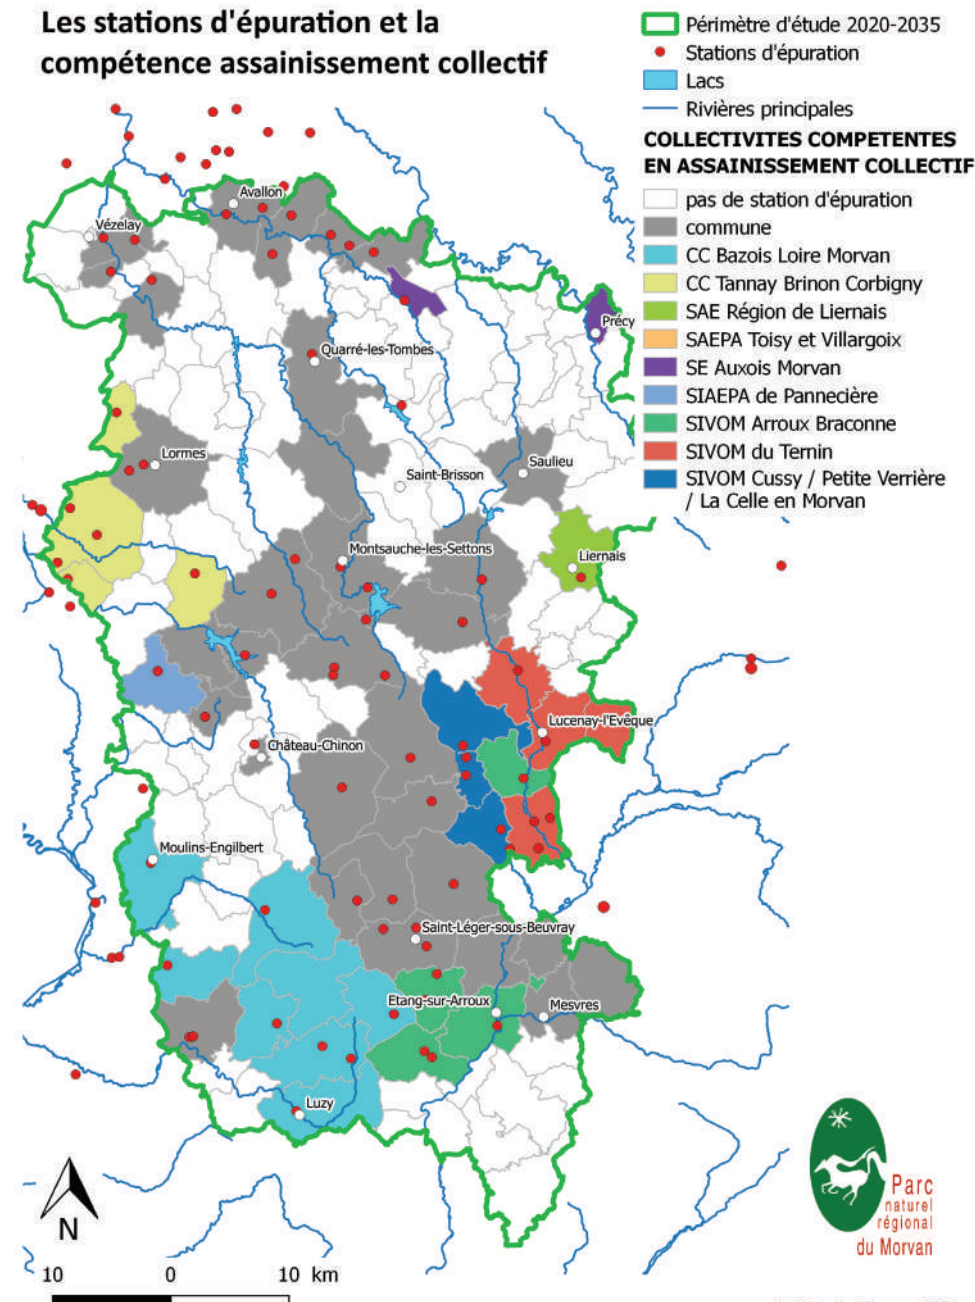 Les stations d'épuration et la
compétence assainissement collectif
Périmètre d'étude 2020-2035
Stations d'épuration
Lacs
Rivières principales
COLLECTIVITES COMPETENTES
EN ASSAINISSEMENT COLLECTIF
pas de station d'épuration
commune
CC Bazois Loire Morvan
CC Tannay Brinon Corbigny
SAE Région de Liernais
SAEPA Toisy et Villargoix
SE Auxois Morvan
SIAEPA de Pannecière
SIVOM Arroux Braconne
SIVOM du Ternin
SIVOM Cussy / Petite Verrière
/ La Celle en Morvan
Avallon
Vézelay
Précy
Quarré-les-Tombes
Lormes
Saulieu
Saint-Brisson
Montsauche-les-Settons
Liernais
Lucenay-l'Evêque
Château-Chinon
Moulins-Engilbert
Saint-Léger-sous-Beuvray
Etang-sur-Arroux
Mesvres
Luzy
N
10 0 10 km
Parc
naturel
régional
du Morvan